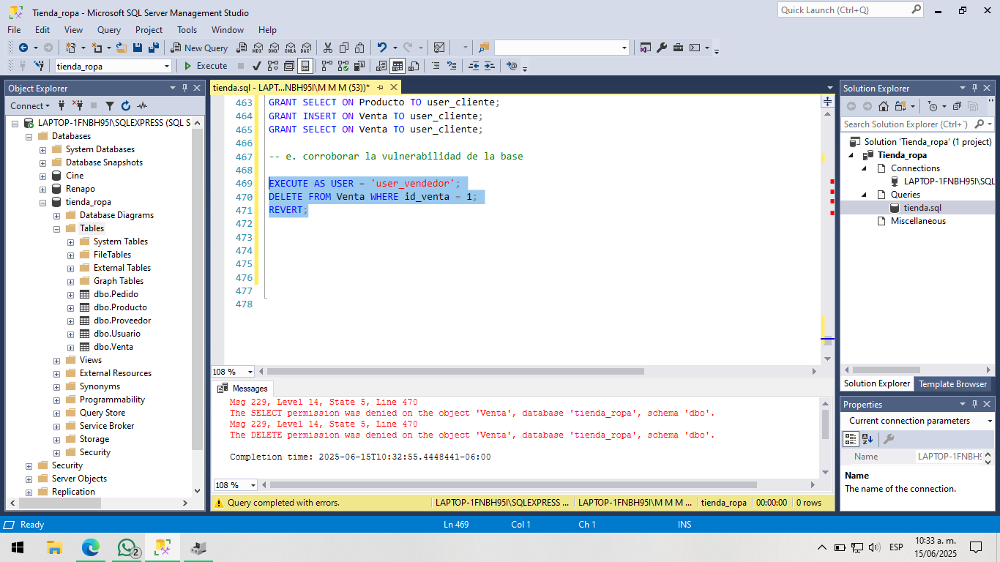 Tienda_ropa - Microsoft SQL Server Management Studio
Quick Launch (Ctrl+Q)
File Edit View Query Project Tools Window Help
New Query MDX DMX XMLA DAX
tienda_ropa Execute
Object Explorer
Connect
LAPTOP-1FNBH95I\SQLEXPRESS (SQL S
Databases
System Databases
Database Snapshots
Cine
Renapo
tienda_ropa
Database Diagrams
Tables
System Tables
FileTables
External Tables
Graph Tables
dbo.Pedido
dbo.Producto
dbo.Proveedor
dbo.Usuario
dbo.Venta
Views
External Resources
Synonyms
Programmability
Query Store
Service Broker
Storage
Security
Security
Server Objects
Replication
tienda.sql - LAPT...NBH95I\M M M (53))*
463 GRANT SELECT ON Producto TO user_cliente;
464 GRANT INSERT ON Venta TO user_cliente;
465 GRANT SELECT ON Venta TO user_cliente;
466
467 -- e. corroborar la vulnerabilidad de la base
468
469 EXECUTE AS USER = 'user_vendedor';
470 DELETE FROM Venta WHERE id_venta = 1;
471 REVERT;
472
473
474
475
476
477
478
108 %
Messages
Msg 229, Level 14, State 5, Line 470
The SELECT permission was denied on the object 'Venta', database 'tienda_ropa', schema 'dbo'.
Msg 229, Level 14, State 5, Line 470
The DELETE permission was denied on the object 'Venta', database 'tienda_ropa', schema 'dbo'.
Completion time: 2025-06-15T10:32:55.4448441-06:00
108 %
Query completed with errors. LAPTOP-1FNBH95I\SQLEXPRESS ... LAPTOP-1FNBH95I\M M M ... tienda_ropa 00:00:00 0 rows
Solution Explorer
Search Solution Explorer (Ctrl+¨)
Solution 'Tienda_ropa' (1 project)
Tienda_ropa
Connections
LAPTOP-1FNBH95I\SQL
Queries
tienda.sql
Miscellaneous
Solution Explorer Template Browser
Properties
Current connection parameters
Name LAPTOP-1FNBH9
Name
The name of the connection.
Ready Ln 469 Col 1 Ch 1 INS
2 ESP 10:33 a. m.
15/06/2025